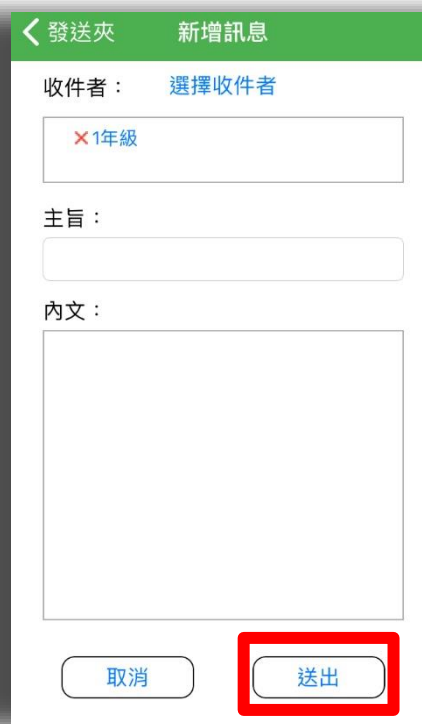 發送夾 新增訊息
收件者： 選擇收件者
×1年級
主旨：
內文：
取消 送出